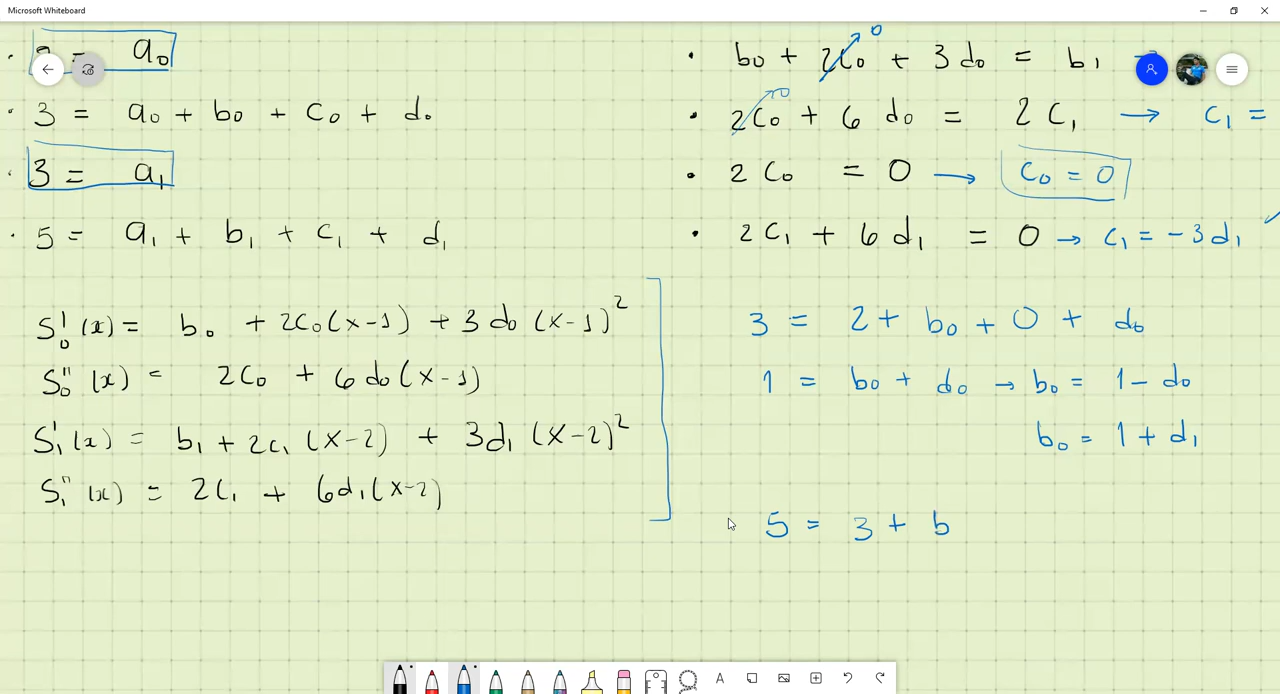 Microsoft Whiteboard
= a₀
· 3 = a₀ + b₀ + c₀ + d₀
· 3 = a₁
· 5 = a₁ + b₁ + c₁ + d₁
S₀'(x) = b₀ + 2c₀(x-1) + 3d₀(x-1)²
S₀''(x) = 2c₀ + 6d₀(x-1)
S₁'(x) = b₁ + 2c₁(x-2) + 3d₁(x-2)²
S₁''(x) = 2c₁ + 6d₁(x-2)
· b₀ + 2c₀ 0 + 3d₀ = b₁ →
· 2c₀ 0 + 6d₀ = 2c₁ → c₁ =
· 2c₀ = 0 → c₀ = 0
· 2c₁ + 6d₁ = 0 → c₁ = -3d₁
3 = 2 + b₀ + 0 + d₀
1 = b₀ + d₀ → b₀ = 1 - d₀
b₀ = 1 + d₁
5 = 3 + b
A